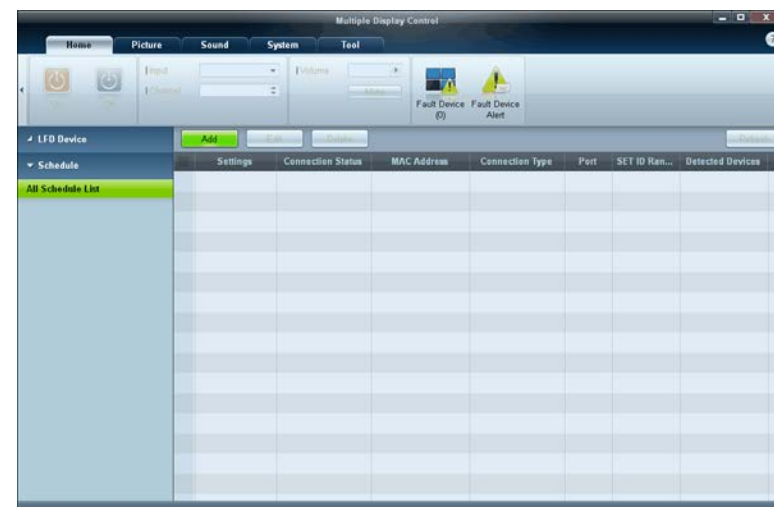 Multiple Display Control
Home Picture Sound System Tool
Input
Volume
Channel
Mute
Fault Device (0)
Fault Device Alert
LFD Device
Add Edit Delete
Schedule
Settings Connection Status MAC Address Connection Type Port SET ID Ran... Detected Devices
All Schedule List